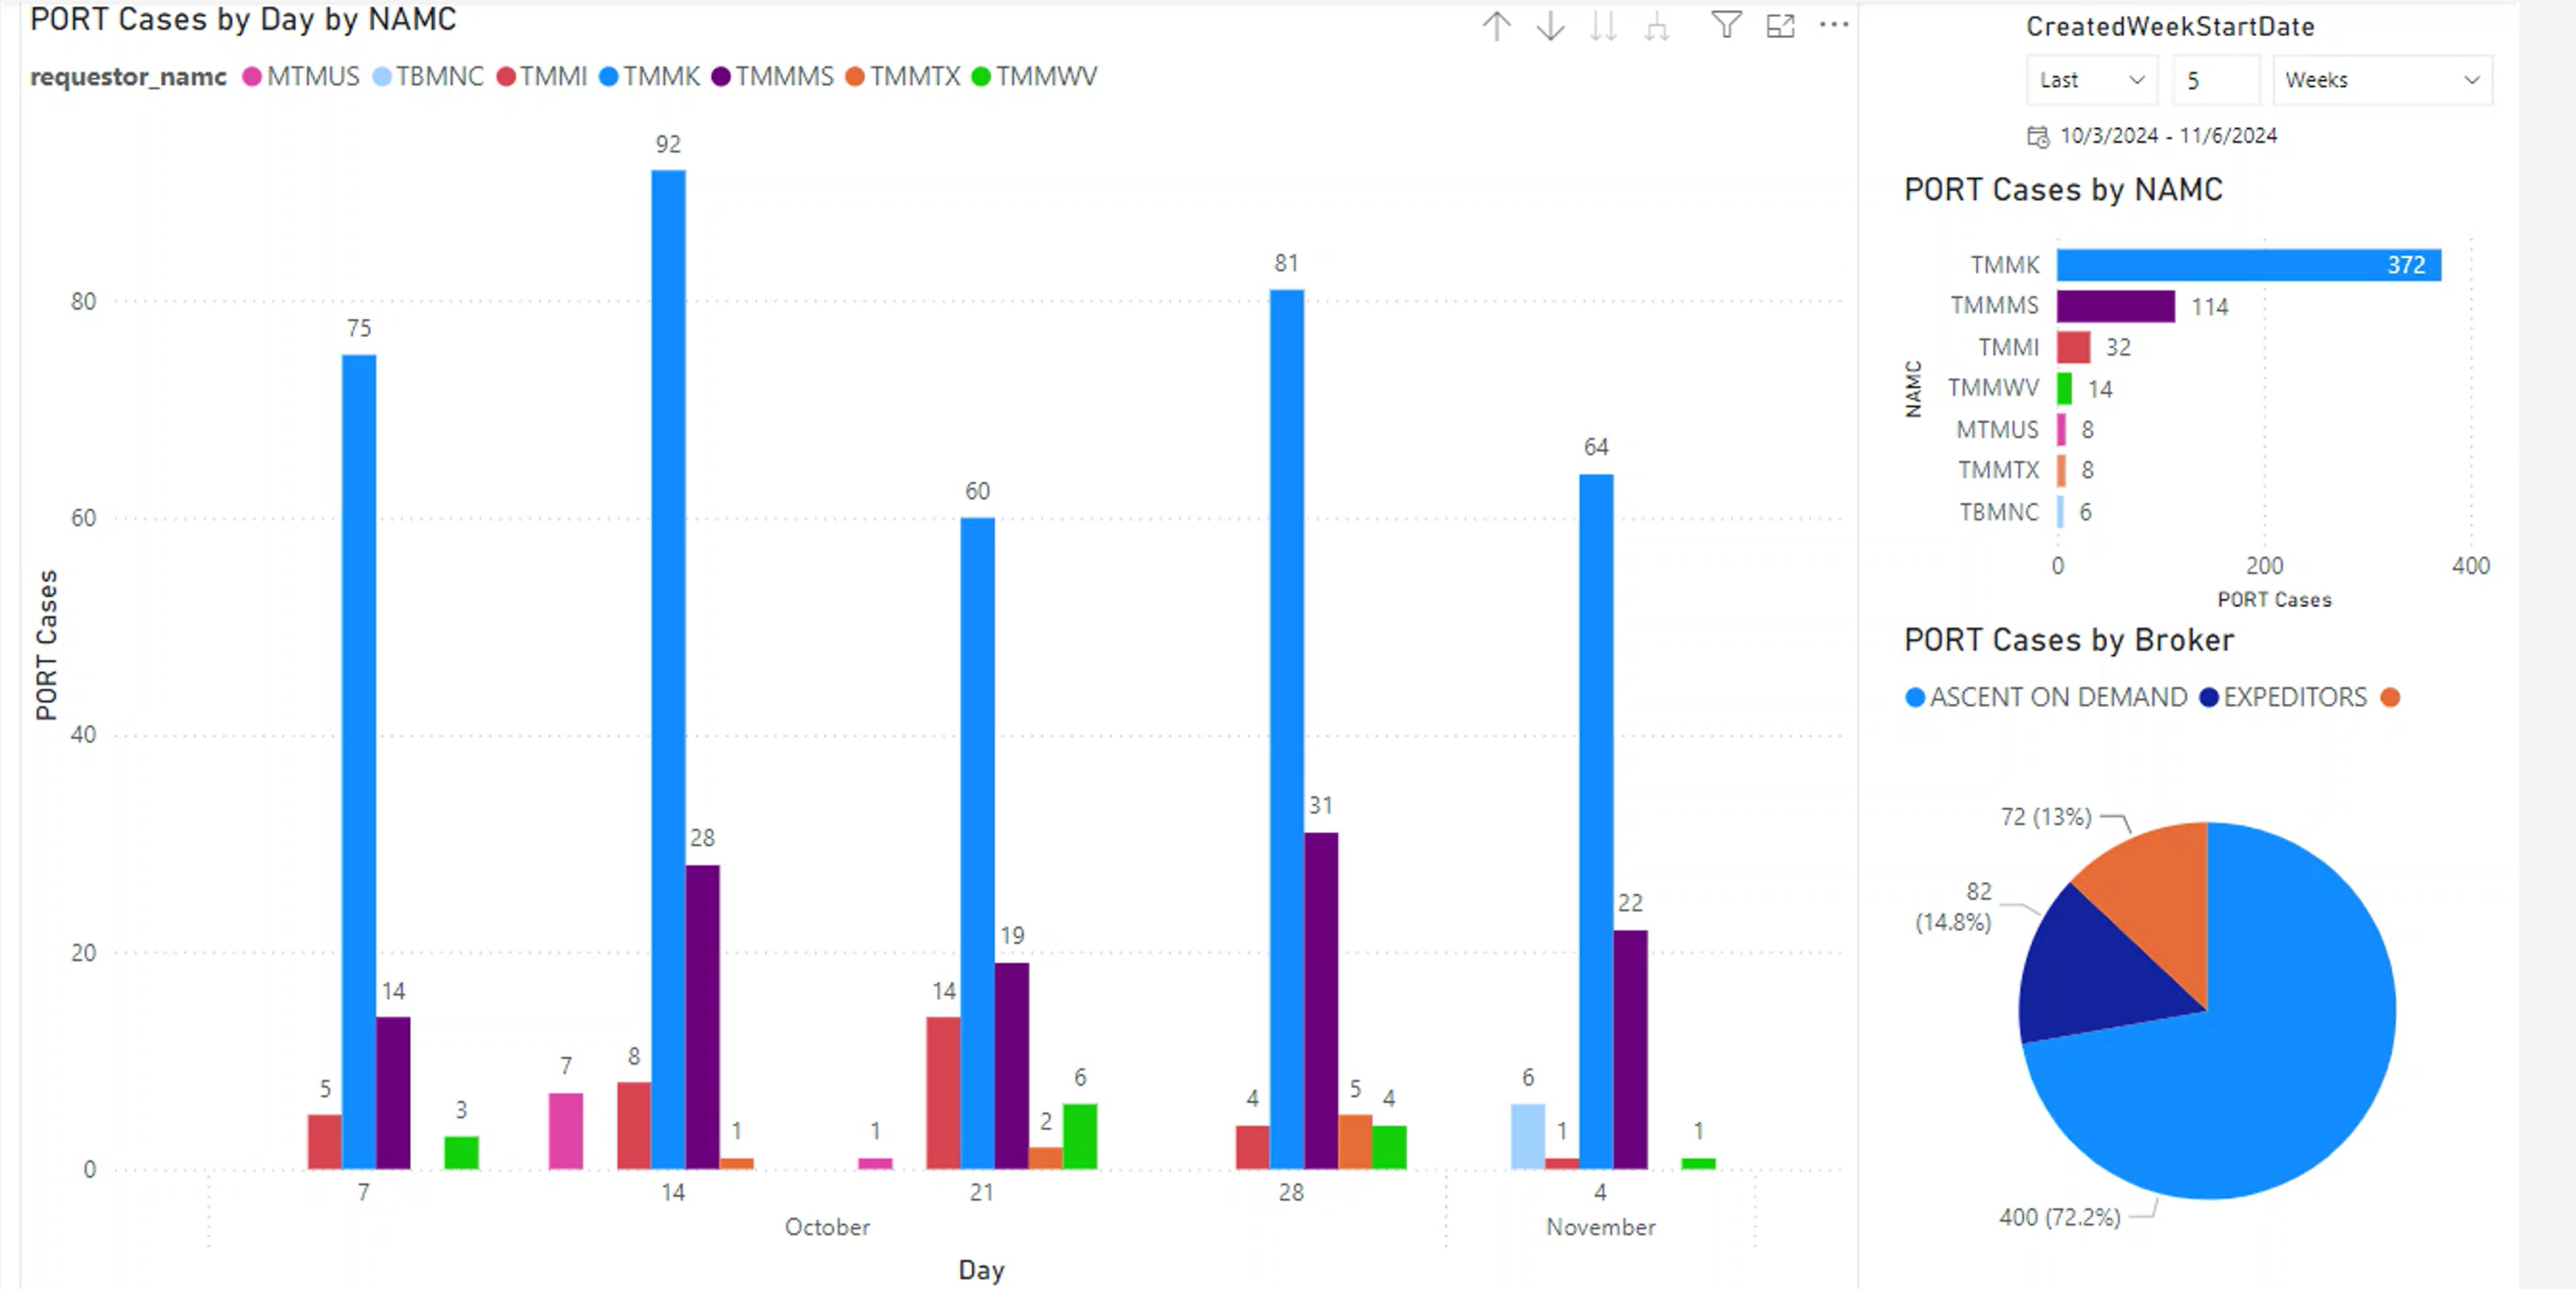 PORT Cases by Day by NAMC
requestor_namc MTMUS TBMNC TMMI TMMK TMMMS TMMTX TMMWV
92
81
80
75
64
60
60
PORT Cases
40
31
28
22
20
19
14
14
8
7
6
6
5
5
4
4
3
2
1
1
1
1
0
7
14
21
28
4
October
November
Day
CreatedWeekStartDate
Last 5 Weeks
10/3/2024 - 11/6/2024
PORT Cases by NAMC
NAMC
TMMK 372
TMMMS 114
TMMI 32
TMMWV 14
MTMUS 8
TMMTX 8
TBMNC 6
0 200 400
PORT Cases
PORT Cases by Broker
ASCENT ON DEMAND EXPEDITORS
72 (13%)
82
(14.8%)
400 (72.2%)